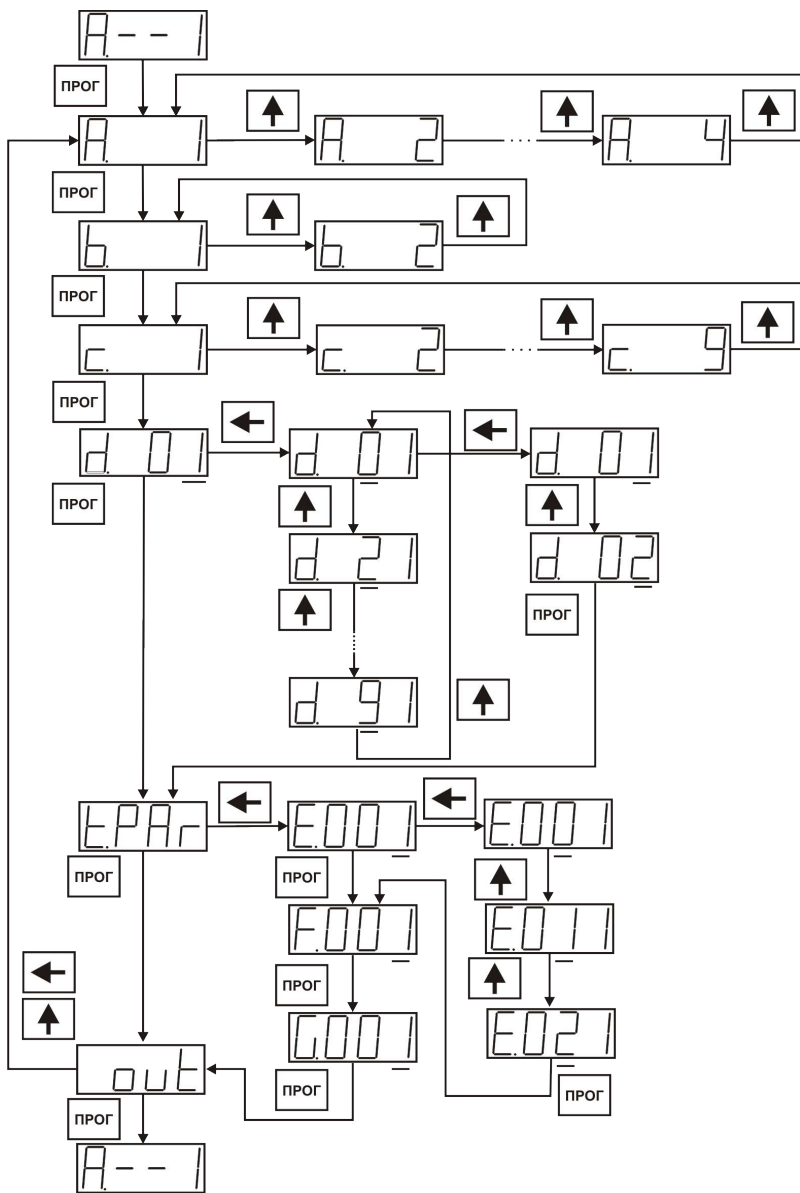 A.--1
ПРОГ
A. 1
A. 2
...
A. 4
ПРОГ
b. 1
b. 2
ПРОГ
c. 1
c. 2
...
c. 9
ПРОГ
d. 01
d. 01
d. 01
ПРОГ
d. 21
d. 02
ПРОГ
d. 91
t.PAr
E.001
E.001
ПРОГ
ПРОГ
F.001
E.011
ПРОГ
G.001
E.021
out
ПРОГ
ПРОГ
ПРОГ
A.--1